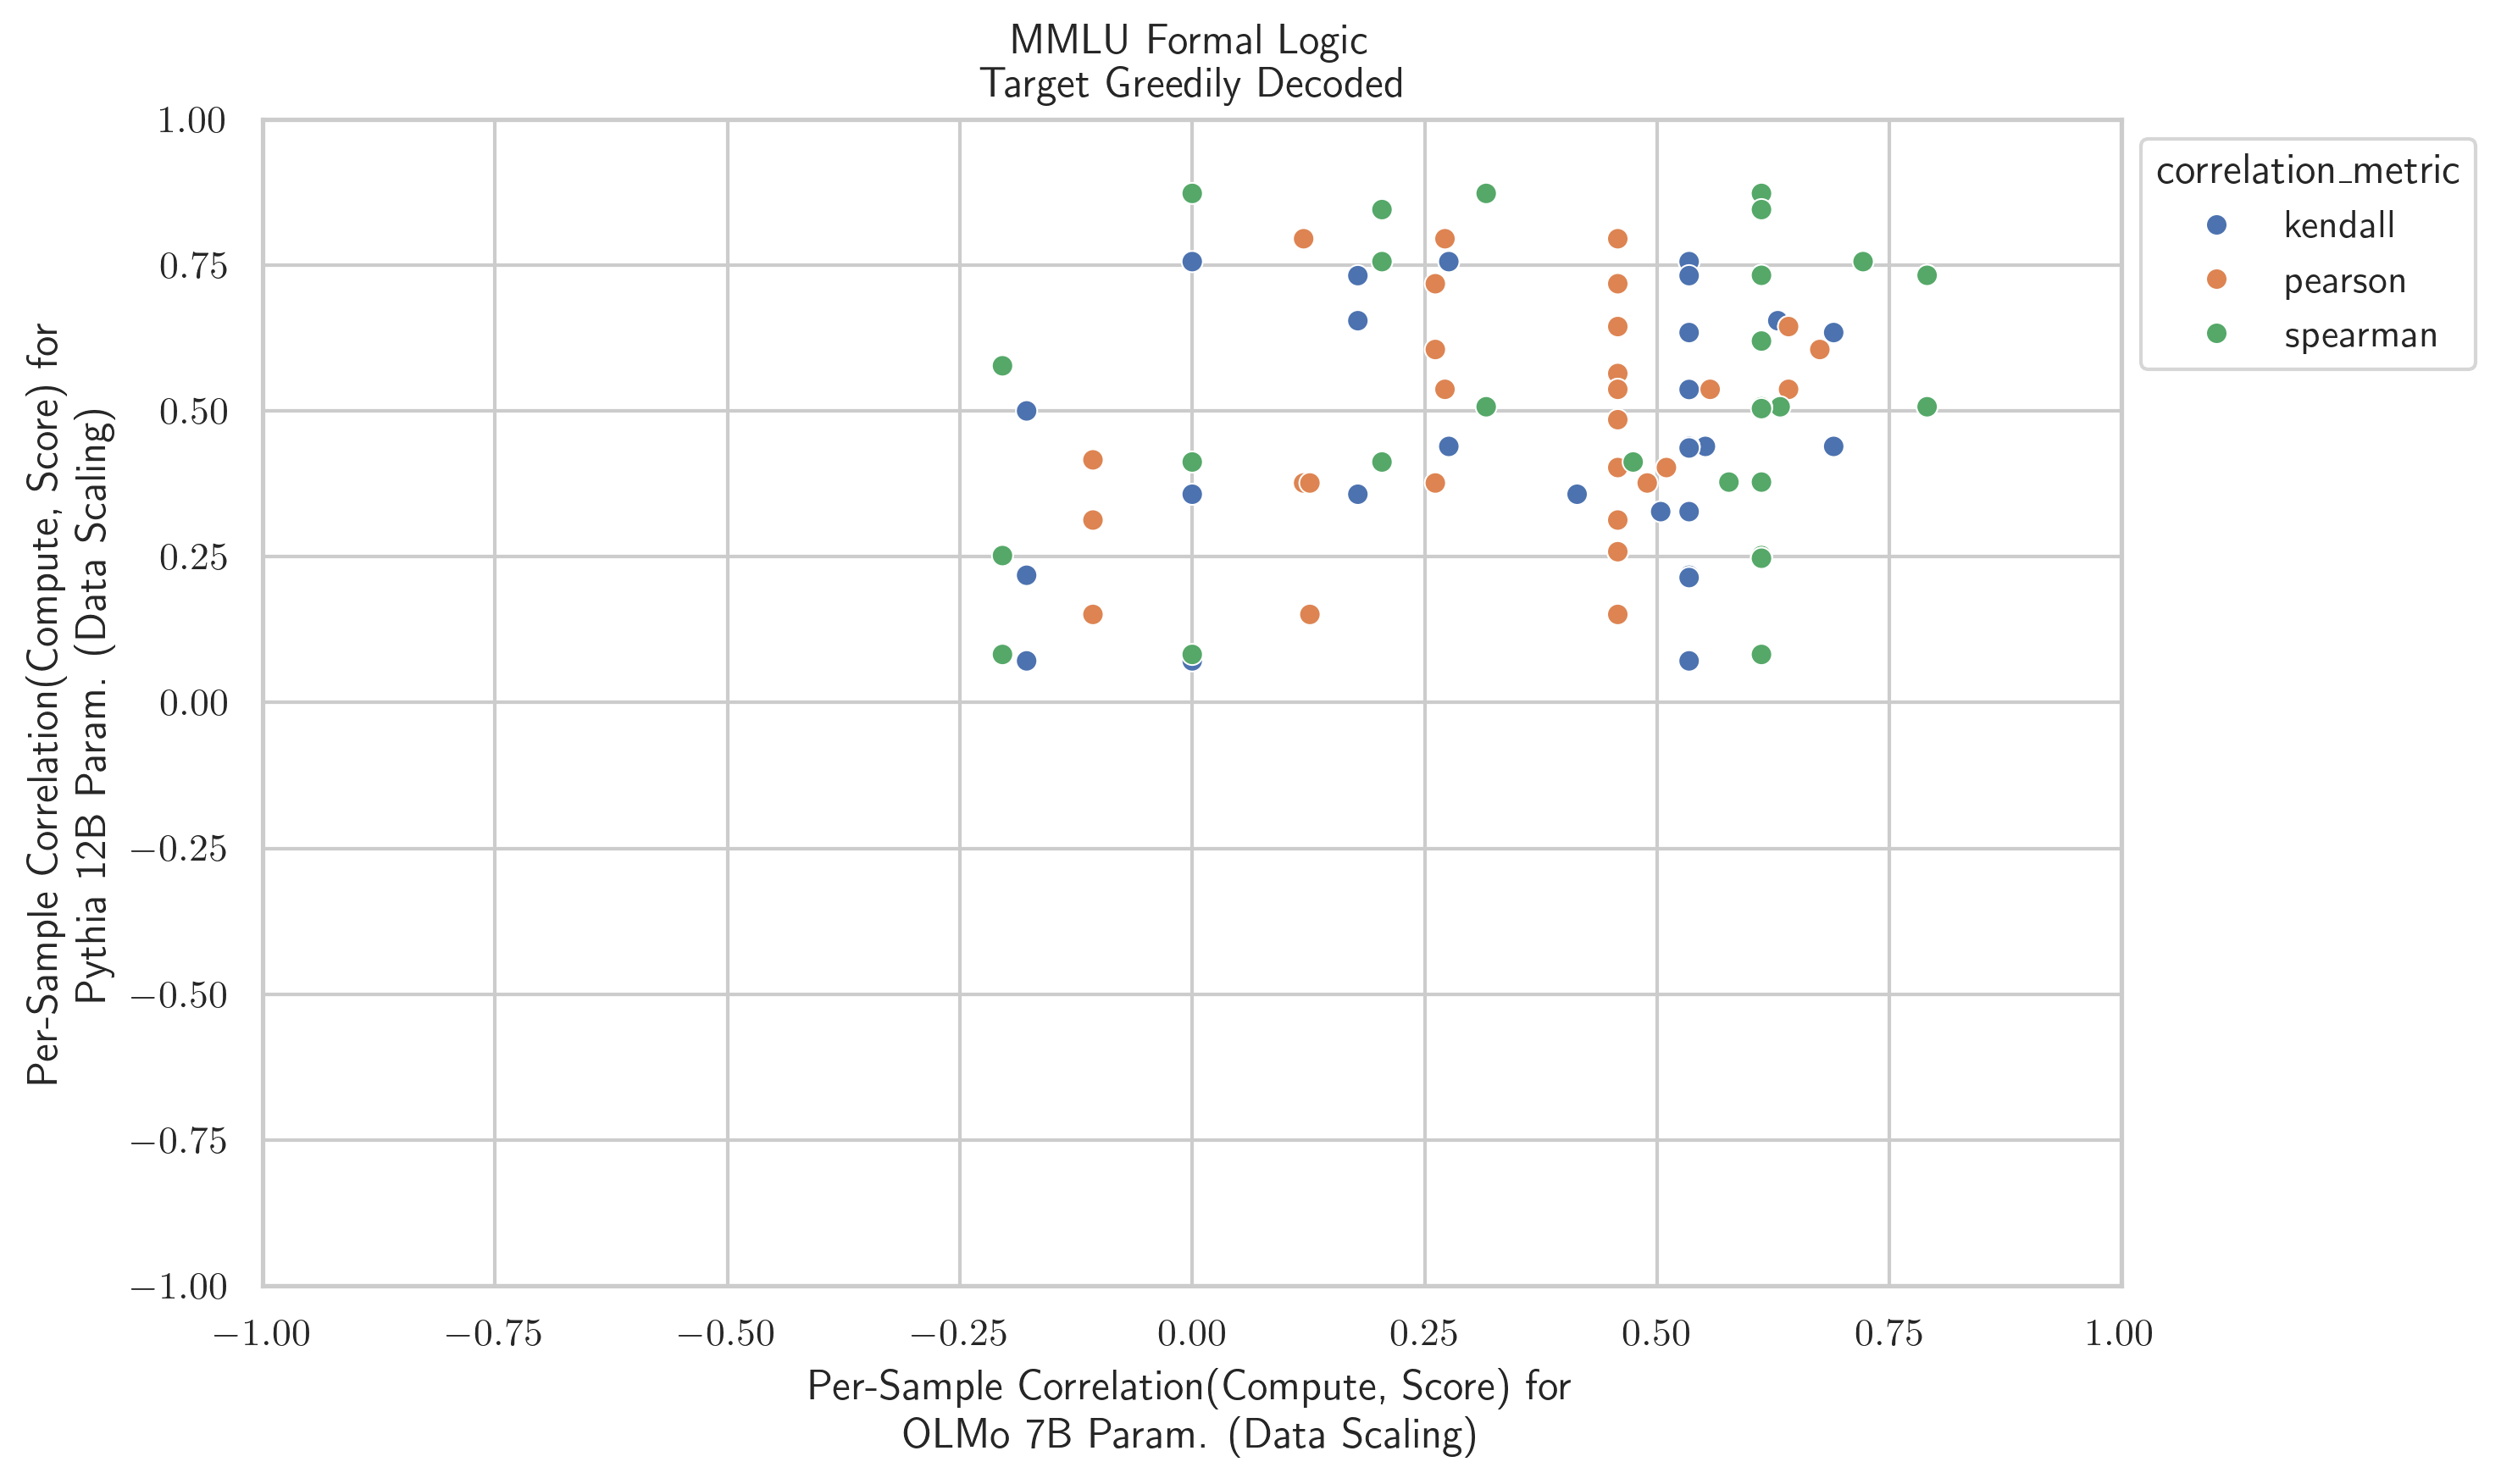 MMLU Formal Logic
Target Greedily Decoded
Per-Sample Correlation(Compute, Score) for
Pythia 12B Param. (Data Scaling)
1.00
0.75
0.50
0.25
0.00
−0.25
−0.50
−0.75
−1.00
−1.00 −0.75 −0.50 −0.25 0.00 0.25 0.50 0.75 1.00
Per-Sample Correlation(Compute, Score) for
OLMo 7B Param. (Data Scaling)
correlation_metric
kendall
pearson
spearman